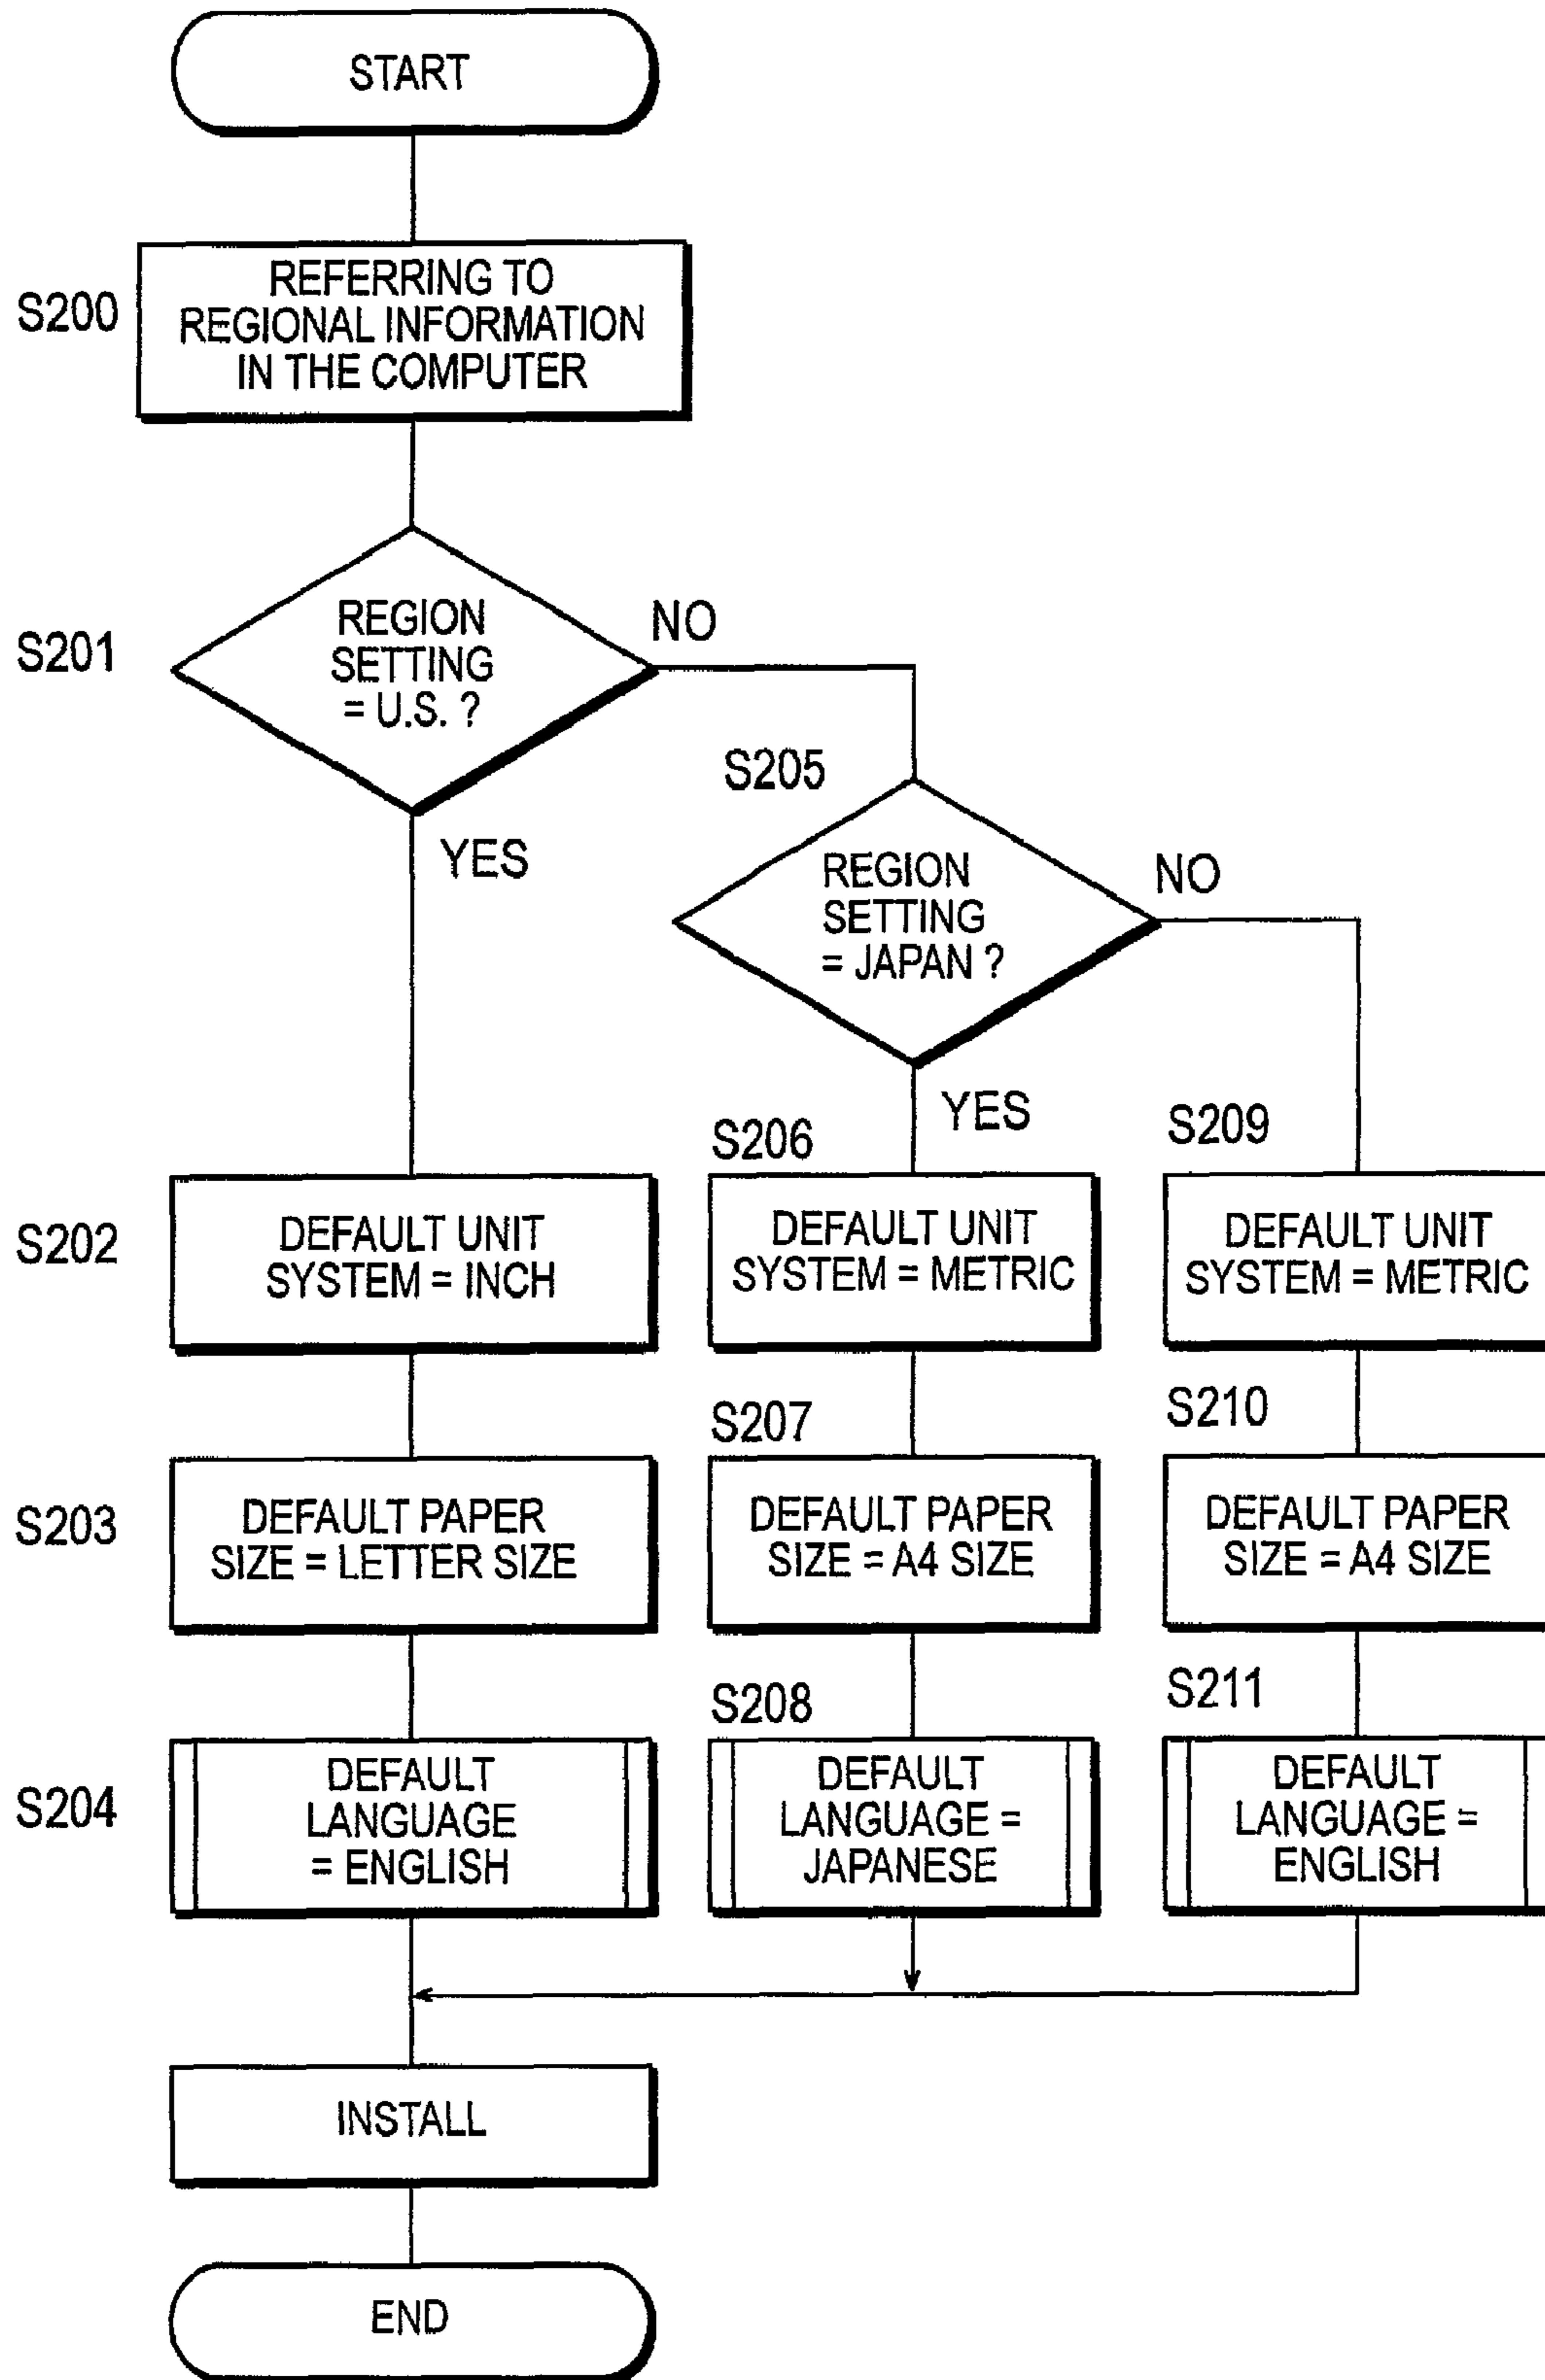 START
S200
REFERRING TO
REGIONAL INFORMATION
IN THE COMPUTER
S201
REGION
SETTING
= U.S. ?
NO
YES
S205
REGION
SETTING
= JAPAN ?
NO
YES
S202
DEFAULT UNIT
SYSTEM = INCH
S206
DEFAULT UNIT
SYSTEM = METRIC
S209
DEFAULT UNIT
SYSTEM = METRIC
S203
DEFAULT PAPER
SIZE = LETTER SIZE
S207
DEFAULT PAPER
SIZE = A4 SIZE
S210
DEFAULT PAPER
SIZE = A4 SIZE
S204
DEFAULT
LANGUAGE
= ENGLISH
S208
DEFAULT
LANGUAGE =
JAPANESE
S211
DEFAULT
LANGUAGE =
ENGLISH
INSTALL
END